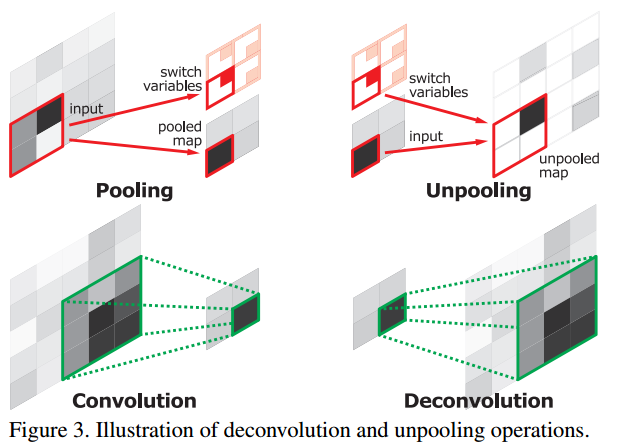 input
switch
variables
pooled
map
Pooling
switch
variables
input
unpooled
map
Unpooling
Convolution
Deconvolution
Figure 3. Illustration of deconvolution and unpooling operations.